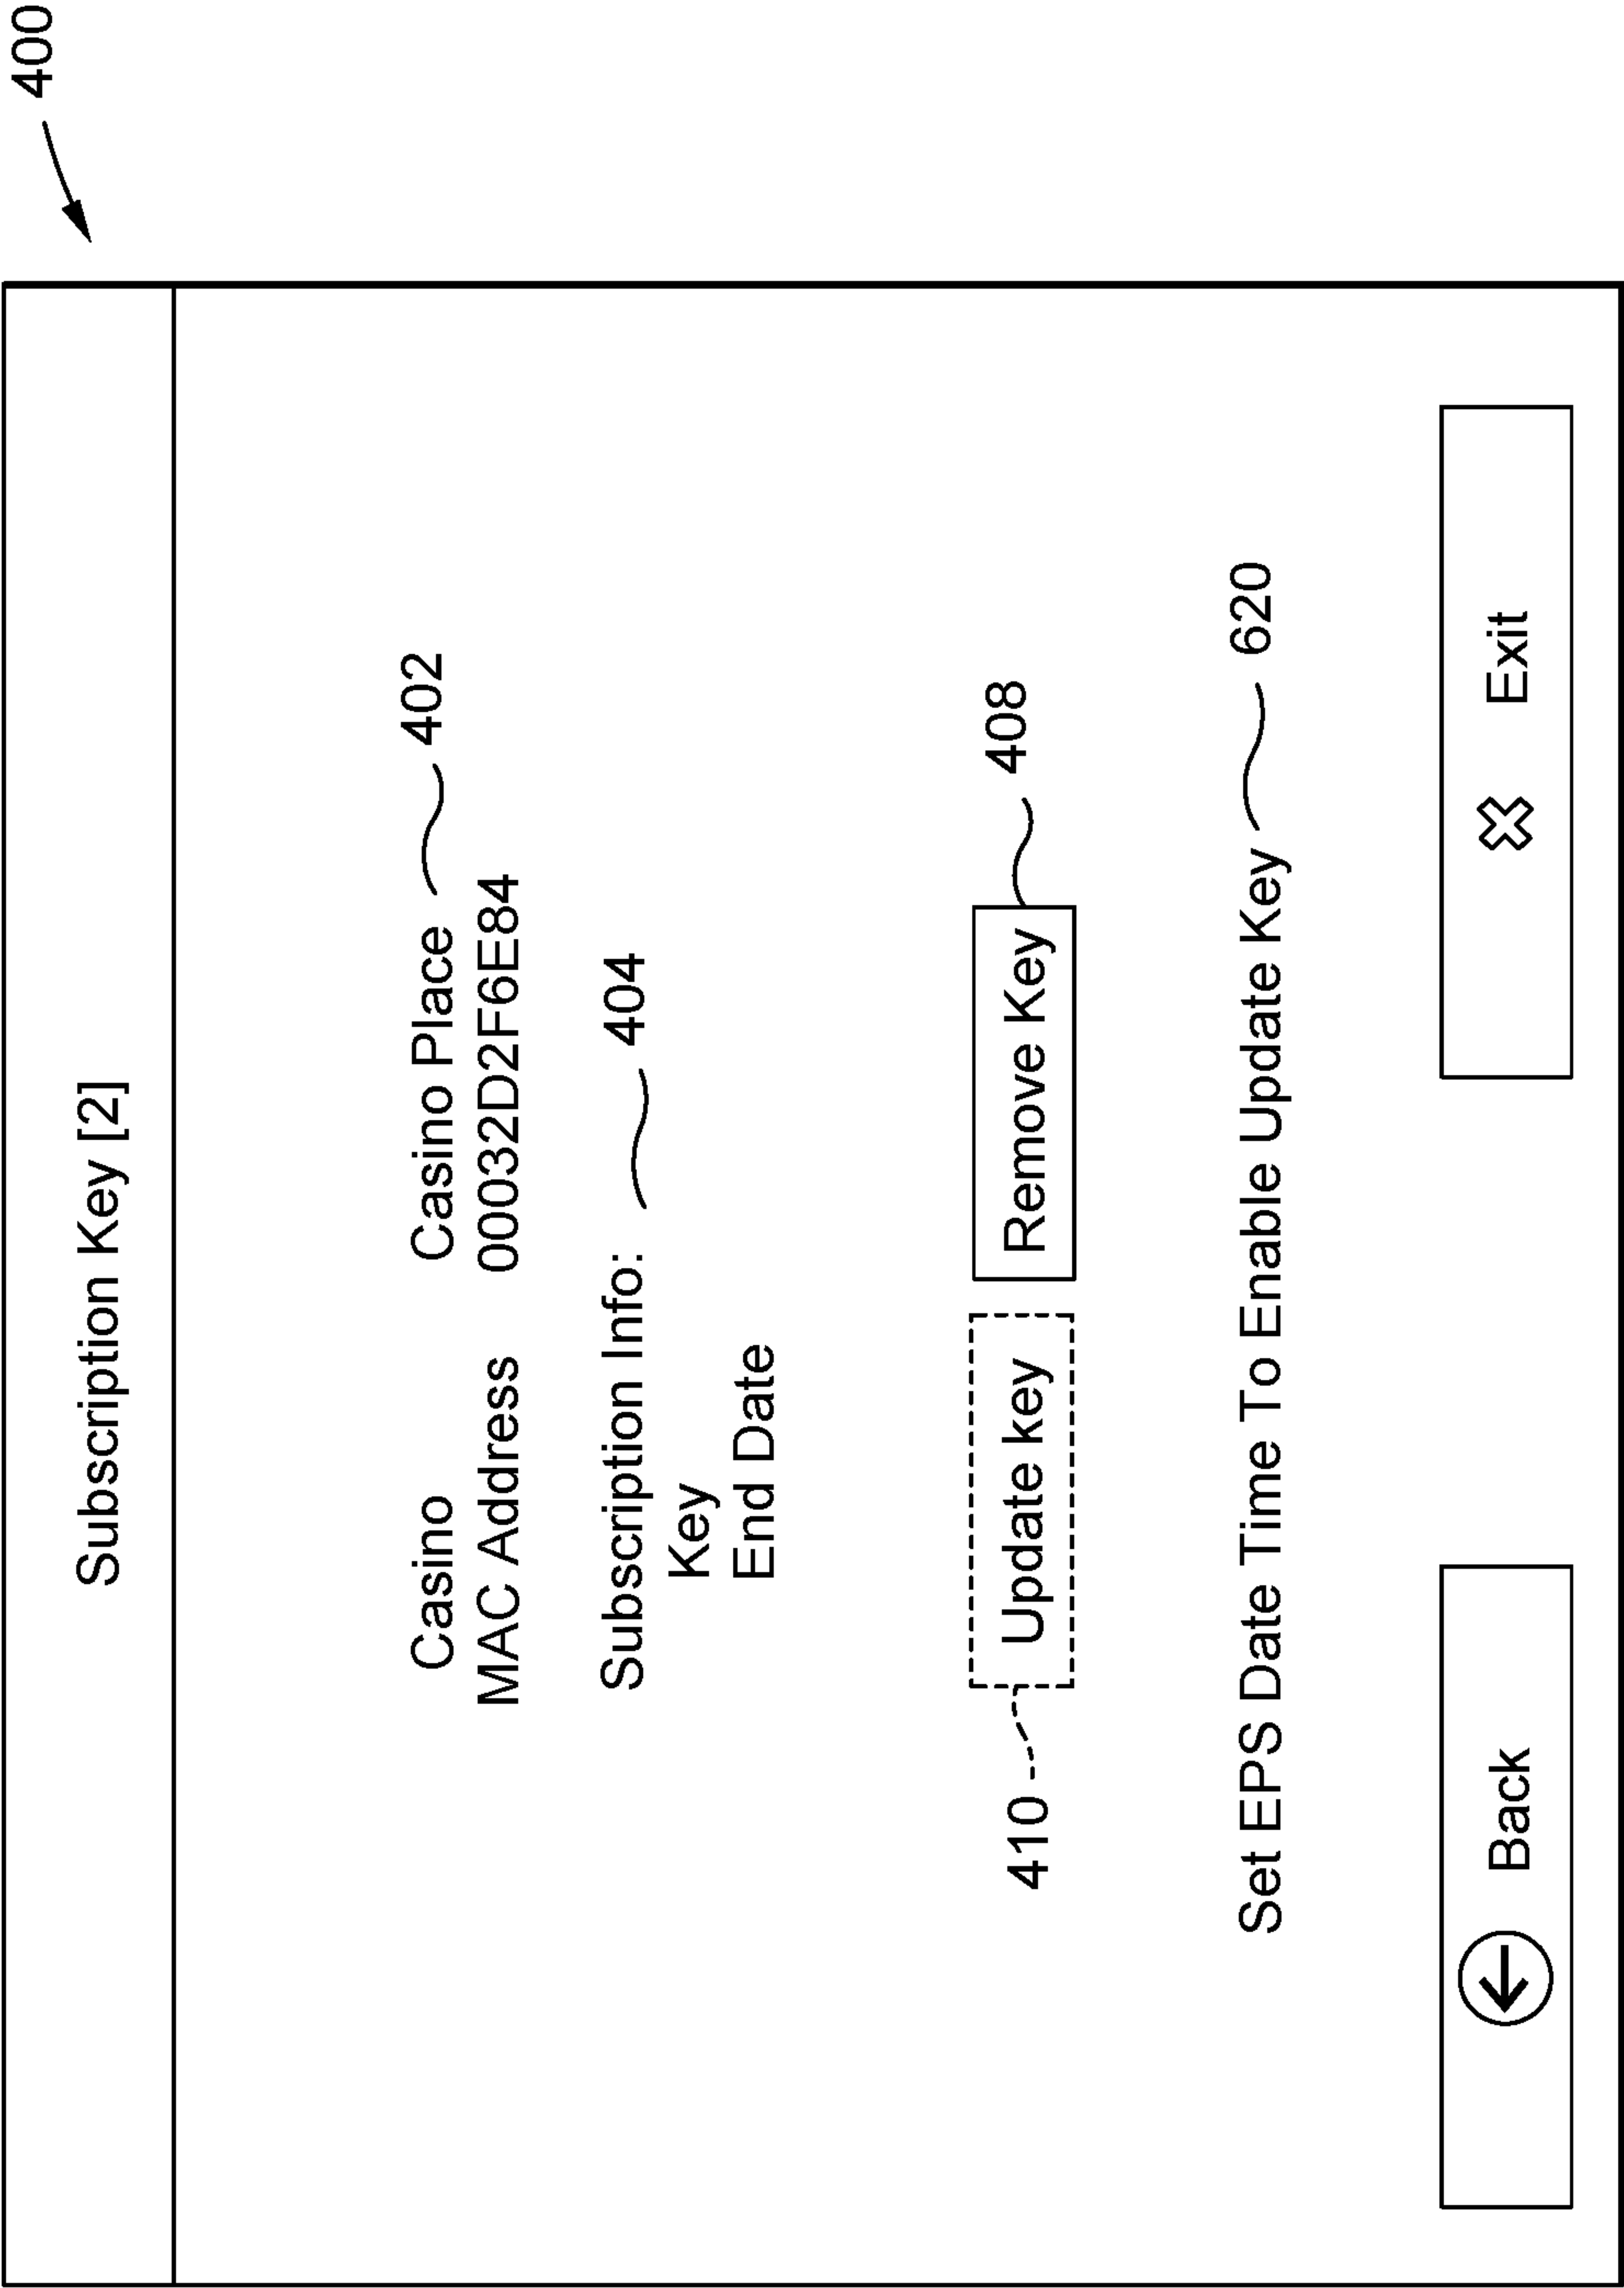 400
Subscription Key [2]
Casino Casino Place 402
MAC Address 00032D2F6E84
Subscription Info: 404
Key
End Date
410 Update key Remove Key 408
Set EPS Date Time To Enable Update Key 620
Back Exit